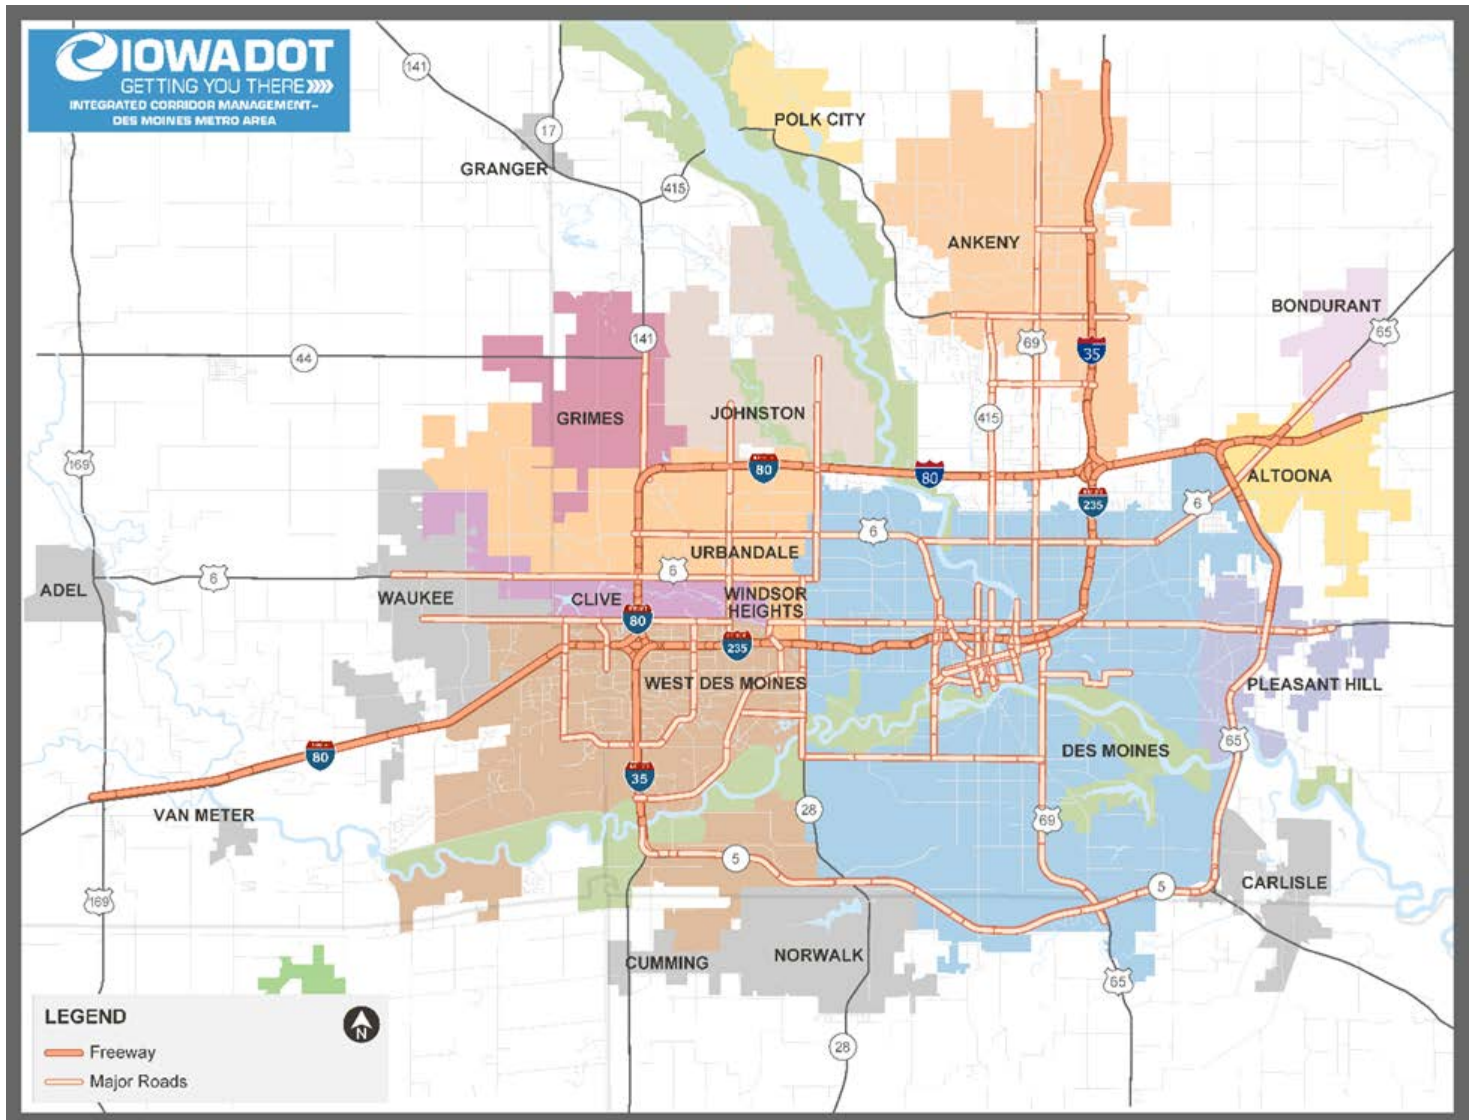 IOWADOT
GETTING YOU THERE
INTEGRATED CORRIDOR MANAGEMENT–
DES MOINES METRO AREA
141
17
POLK CITY
GRANGER
415
ANKENY
BONDURANT
65
141
69
35
44
GRIMES
JOHNSTON
415
169
80
80
ALTOONA
235
6
6
URBANDALE
6
6
ADEL
WAUKEE
CLIVE
WINDSOR
HEIGHTS
80
235
WEST DES MOINES
PLEASANT HILL
65
DES MOINES
80
35
VAN METER
28
69
5
5
CARLISLE
169
CUMMING
NORWALK
65
28
LEGEND
N
Freeway
Major Roads